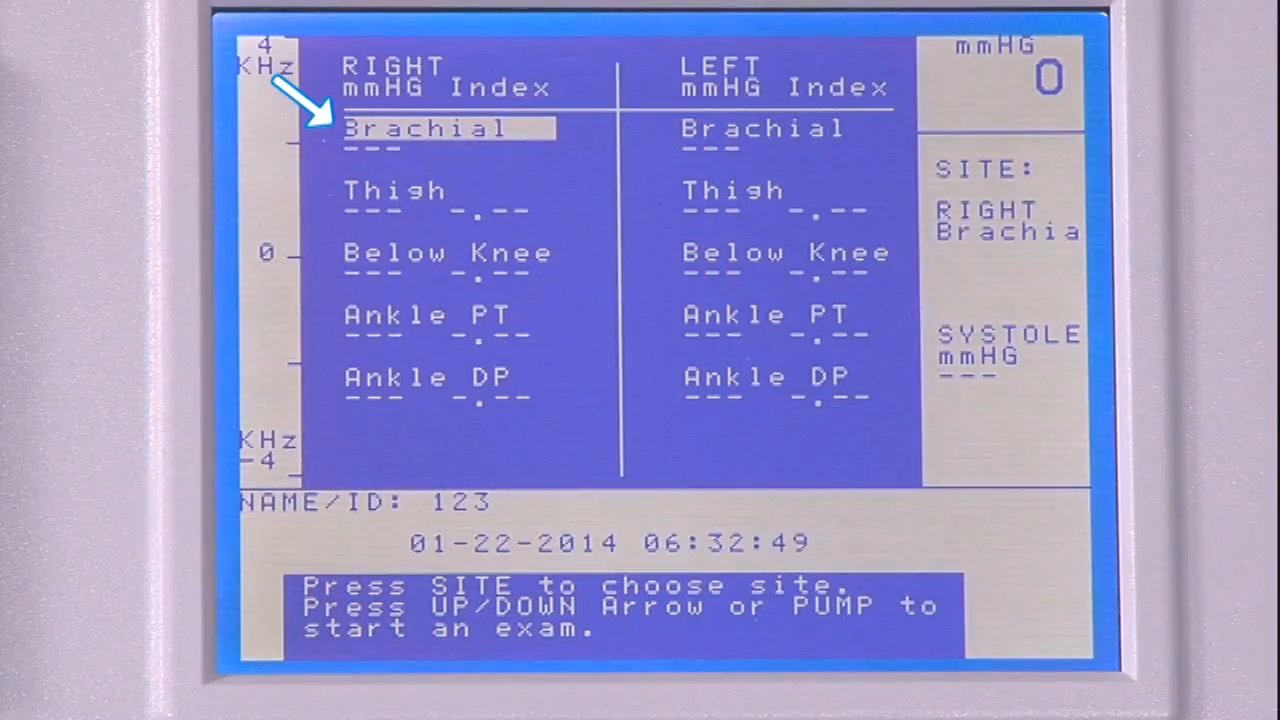 4
KHz
0
KHz
-4
RIGHT
mmHG Index
Brachial
---
Thigh
--- -.--
Below Knee
--- -.--
Ankle PT
--- -.--
Ankle DP
--- -.--
LEFT
mmHG Index
Brachial
---
Thigh
--- -.--
Below Knee
--- -.--
Ankle PT
--- -.--
Ankle DP
--- -.--
mmHG
0
SITE:
RIGHT
Brachia
SYSTOLE
mmHG
---
NAME/ID: 123
01-22-2014 06:32:49
Press SITE to choose site.
Press UP/DOWN Arrow or PUMP to
start an exam.